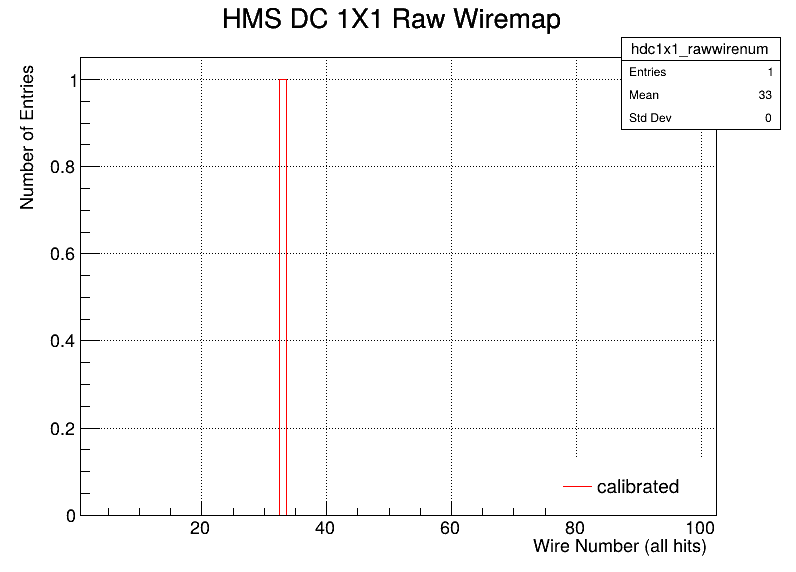 HMS DC 1X1 Raw Wiremap
hdc1x1_rawwirenum
Entries 1
Mean 33
Std Dev 0
Number of Entries
1
0.8
0.6
0.4
0.2
0
calibrated
20 40 60 80 100
Wire Number (all hits)